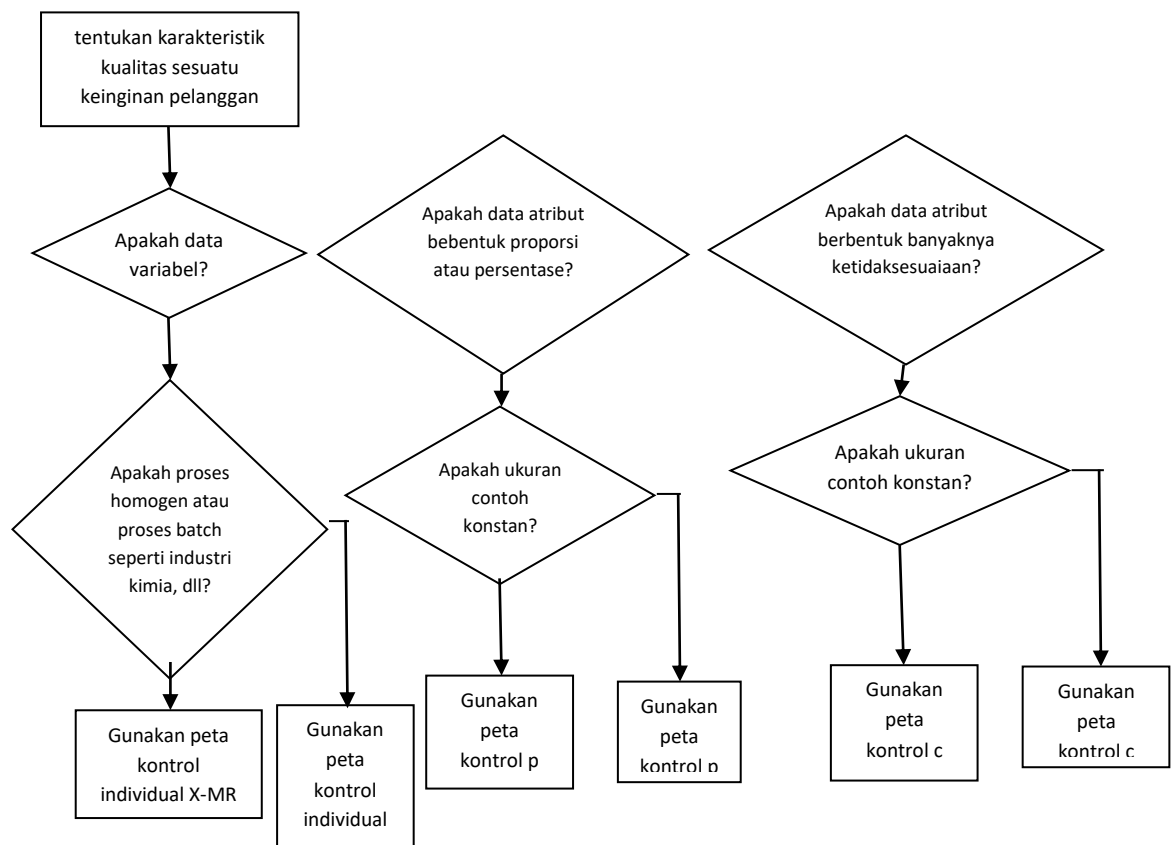 tentukan karakteristik
kualitas sesuatu
keinginan pelanggan
Apakah data
variabel?
Apakah data atribut
bebentuk proporsi
atau persentase?
Apakah data atribut
berbentuk banyaknya
ketidaksesuaiaan?
Apakah proses
homogen atau
proses batch
seperti industri
kimia, dll?
Apakah ukuran
contoh
konstan?
Apakah ukuran
contoh konstan?
Gunakan peta
kontrol
individual X-MR
Gunakan
peta
kontrol
individual
Gunakan
peta
kontrol p
Gunakan
peta
kontrol p
Gunakan
peta
kontrol c
Gunakan
peta
kontrol c